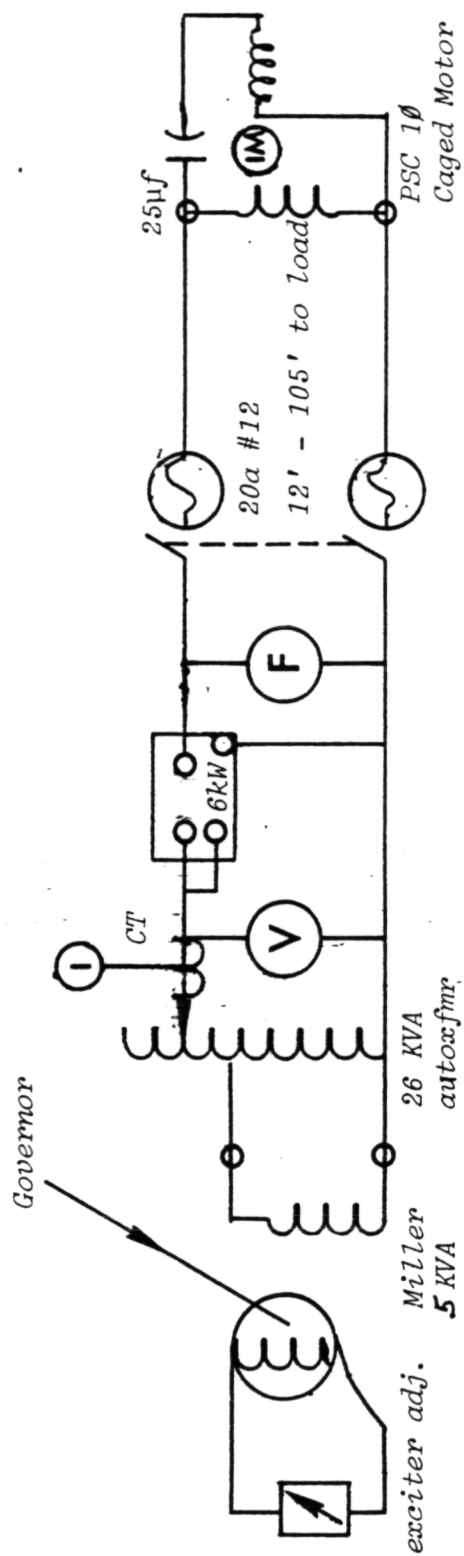 Governor
exciter adj.
Miller
5 KVA
26 KVA
autoxfmr
I
CT
V
6kW
F
20a #12
12' - 105' to load
25µf
1M
PSC 1Ø
Caged Motor